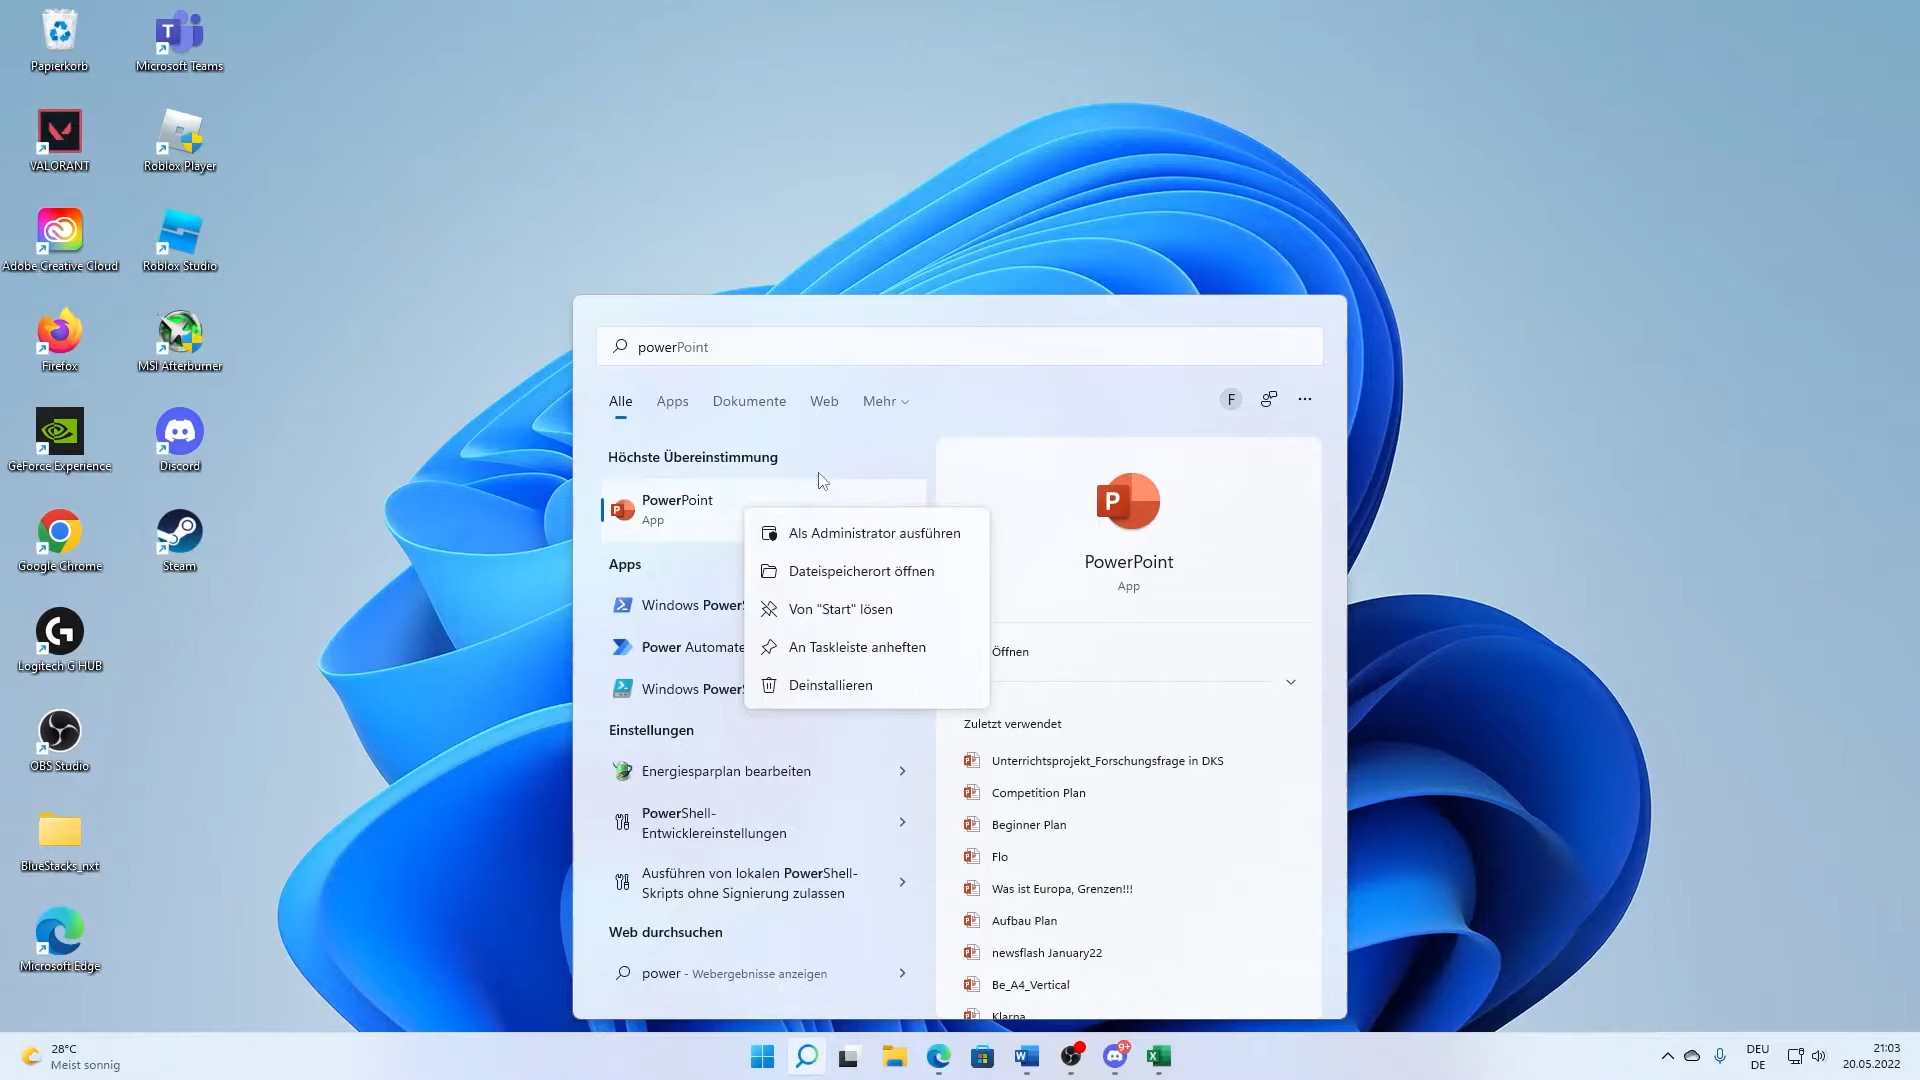 Papierkorb
Microsoft Teams
VALORANT
Roblox Player
Adobe Creative Cloud
Roblox Studio
Firefox
MSI Afterburner
GeForce Experience
Discord
Google Chrome
Steam
Logitech G HUB
OBS Studio
BlueStacks_nxt
Microsoft Edge
powerPoint
Alle
Apps
Dokumente
Web
Mehr
F
Höchste Übereinstimmung
PowerPoint
App
Apps
Windows Power
Power Automate
Windows Power
Als Administrator ausführen
Dateispeicherort öffnen
Von "Start" lösen
An Taskleiste anheften
Deinstallieren
Einstellungen
Energiesparplan bearbeiten
PowerShell-
Entwicklereinstellungen
Ausführen von lokalen PowerShell-
Skripts ohne Signierung zulassen
Web durchsuchen
power - Webergebnisse anzeigen
PowerPoint
App
Öffnen
Zuletzt verwendet
Unterrichtsprojekt_Forschungsfrage in DKS
Competition Plan
Beginner Plan
Flo
Was ist Europa, Grenzen!!!
Aufbau Plan
newsflash January22
Be_A4_Vertical
Klarna
28°C
Meist sonnig
9+
DEU
DE
21:03
20.05.2022